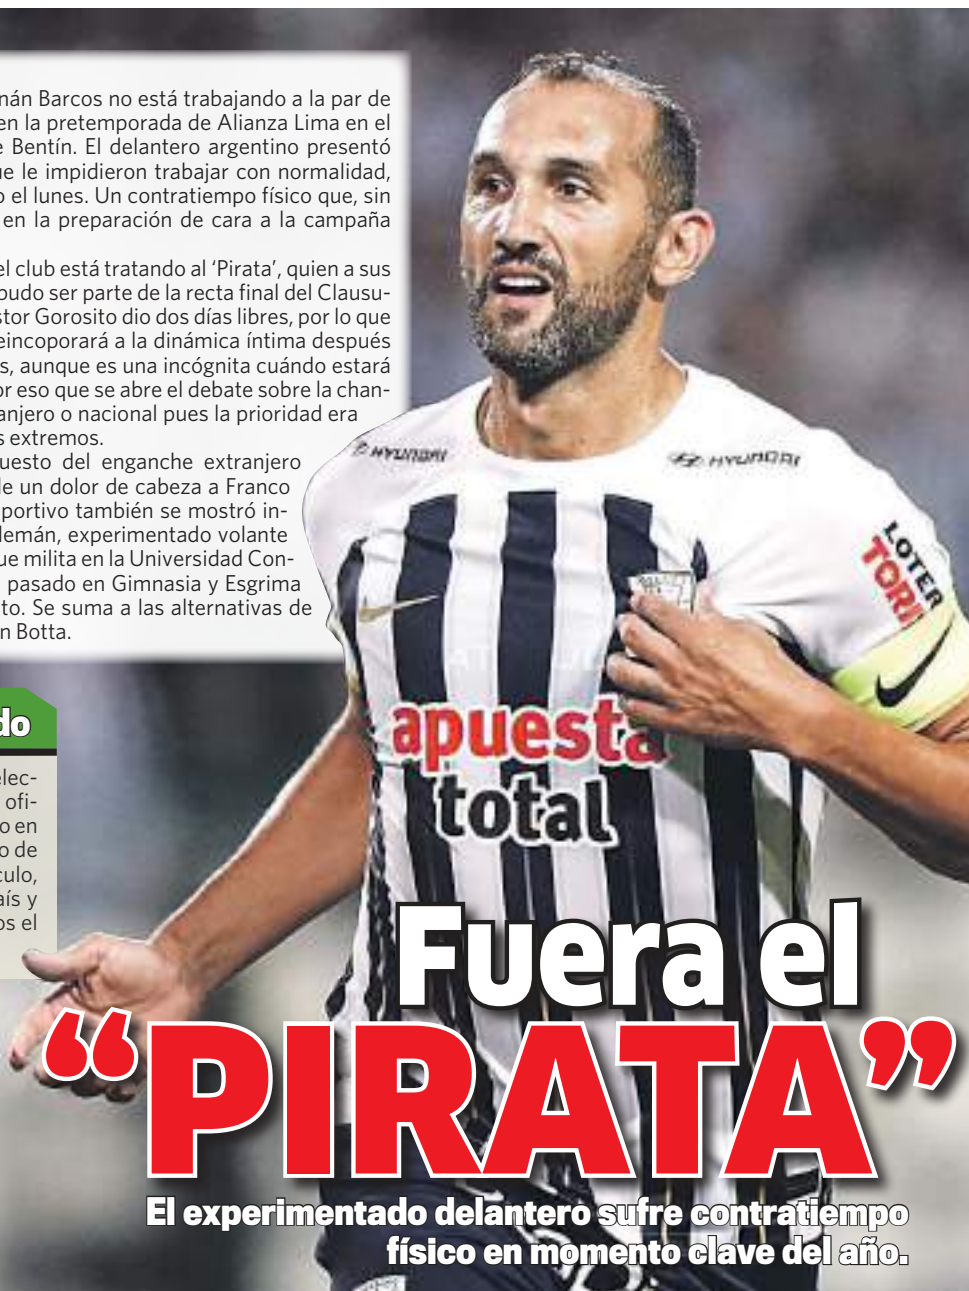 nán Barcos no está trabajando a la par de
en la pretemporada de Alianza Lima en el
e Bentín. El delantero argentino presentó
ue le impidieron trabajar con normalidad,
o el lunes. Un contratiempo físico que, sin
en la preparación de cara a la campaña
el club está tratando al ‘Pirata’, quien a sus
pudo ser parte de la recta final del Clausu-
stor Gorosito dio dos días libres, por lo que
eincoporará a la dinámica íntima después
s, aunque es una incógnita cuándo estará
or eso que se abre el debate sobre la chan-
anjero o nacional pues la prioridad era
s extremos.
uesto del enganche extranjero
de un dolor de cabeza a Franco
portivo también se mostró in-
lemán, experimentado volante
ue milita en la Universidad Con-
pasado en Gimnasia y Esgrima
to. Se suma a las alternativas de
n Botta.
HYUNDAI
HYUNDAI
LOTER
TORI
apuesta
total
do
elec-
ofi-
o en
o de
culo,
aís y
os el
Fuera el
“PIRATA”
El experimentado delantero sufre contratiempo
físico en momento clave del año.